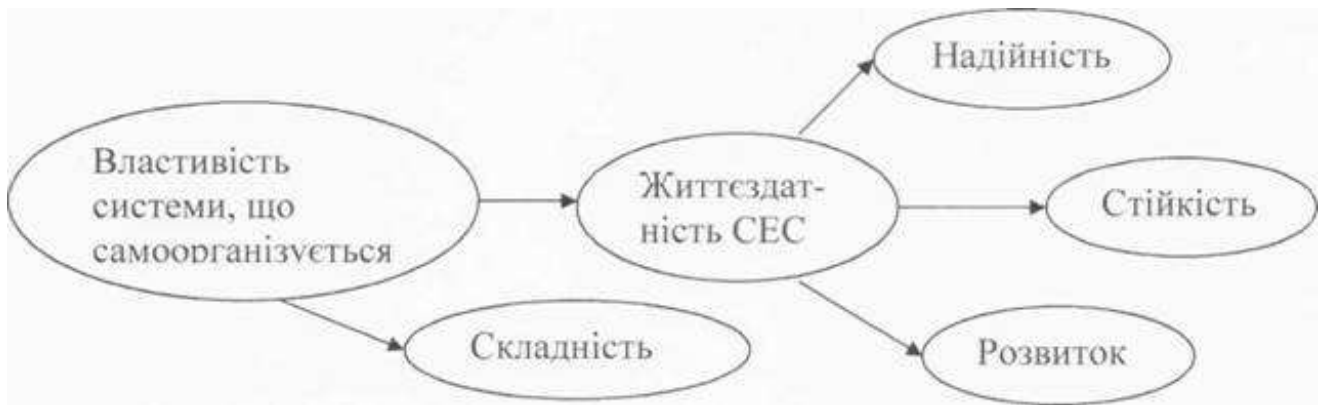 Надійність
Властивість
системи, що
самоорганізується
Життєздат-
ність СЕС
Стійкість
Складність
Розвиток